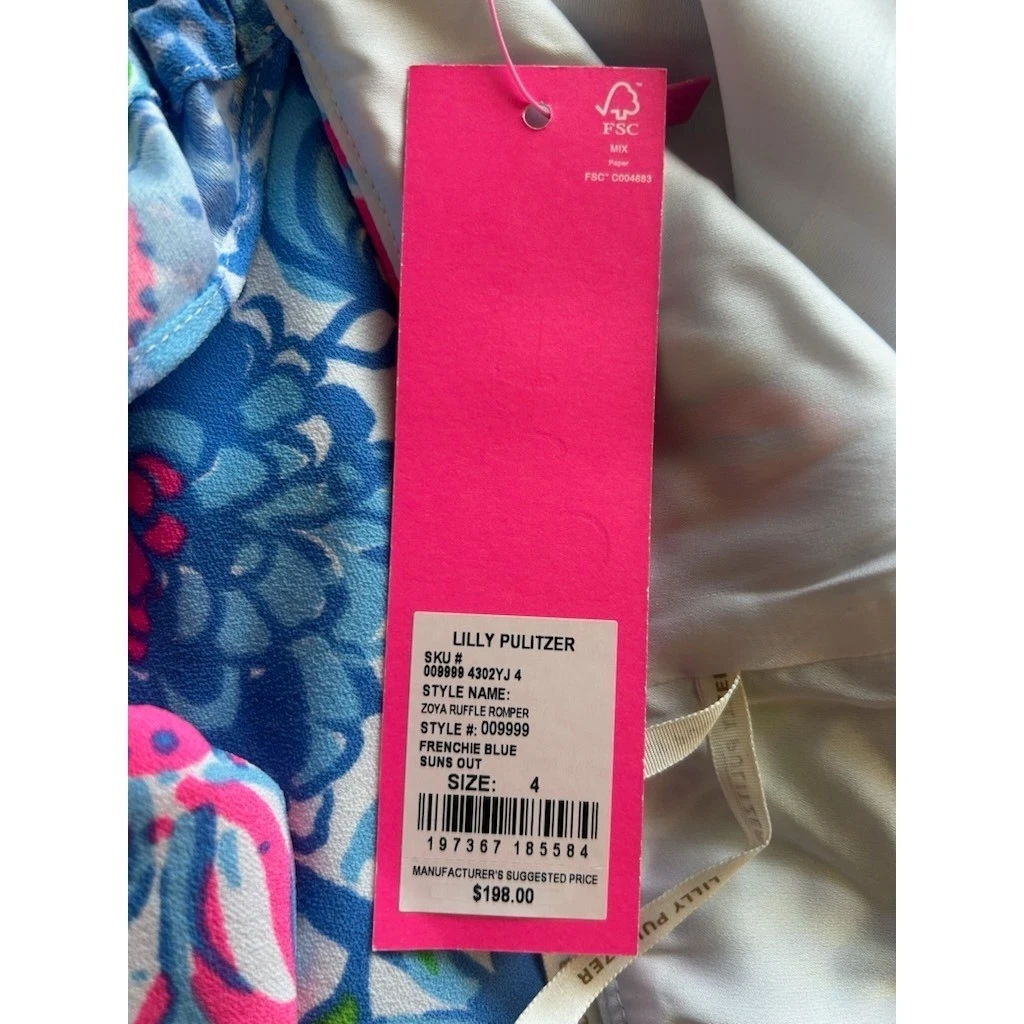 FSC™
MIX
Paper
FSC® C004883
LILLY PULITZER
SKU #
009999 4302YJ 4
STYLE NAME:
ZOYA RUFFLE ROMPER
STYLE #: 009999
FRENCHIE BLUE
SUNS OUT
SIZE: 4
197367 185584
MANUFACTURER'S SUGGESTED PRICE
$198.00
LILLY PULITZER